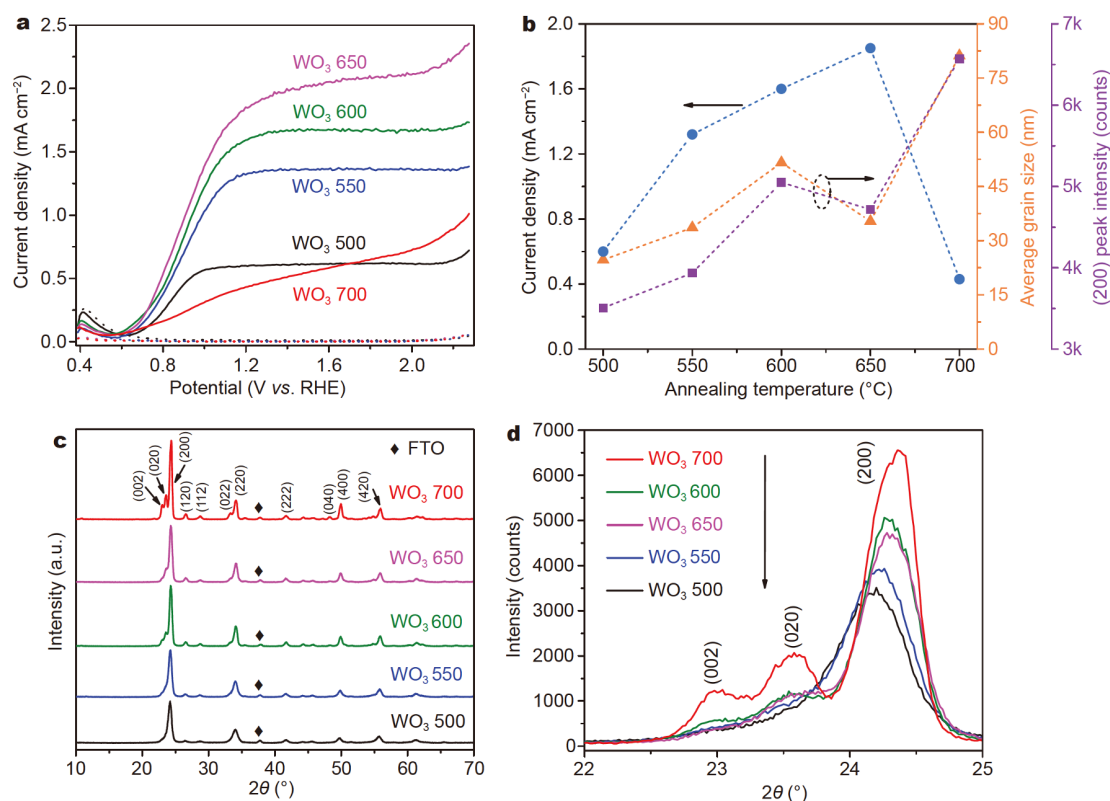 a
2.5
2.0
1.5
1.0
0.5
0.0
Current density (mA cm⁻²)
WO₃ 650
WO₃ 600
WO₃ 550
WO₃ 500
WO₃ 700
0.4 0.8 1.2 1.6 2.0
Potential (V vs. RHE)
b
2.0
1.6
1.2
0.8
0.4
0.0
Current density (mA cm⁻²)
90
75
60
45
30
15
0
Average grain size (nm)
7k
6k
5k
4k
3k
(200) peak intensity (counts)
500 550 600 650 700
Annealing temperature (°C)
c
♦ FTO
(002)
(020)
(200)
(120)
(112)
(022)
(220)
(222)
(040)
(400)
(420)
WO₃ 700
WO₃ 650
WO₃ 600
WO₃ 550
WO₃ 500
Intensity (a.u.)
10 20 30 40 50 60 70
2θ (°)
d
7000
6000
5000
4000
3000
2000
1000
0
Intensity (counts)
WO₃ 700
WO₃ 600
WO₃ 650
WO₃ 550
WO₃ 500
(002)
(020)
(200)
22 23 24 25
2θ (°)